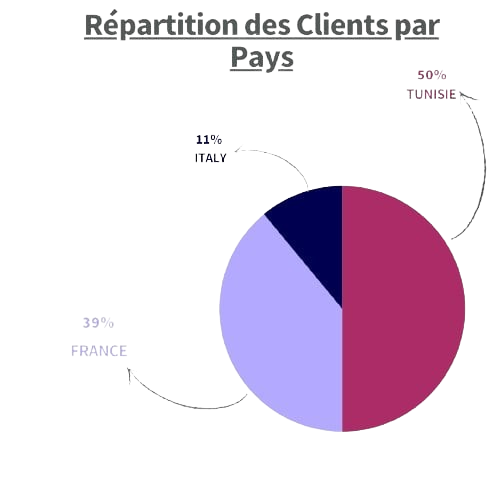 Répartition des Clients par
Pays
50%
TUNISIE
11%
ITALY
39%
FRANCE